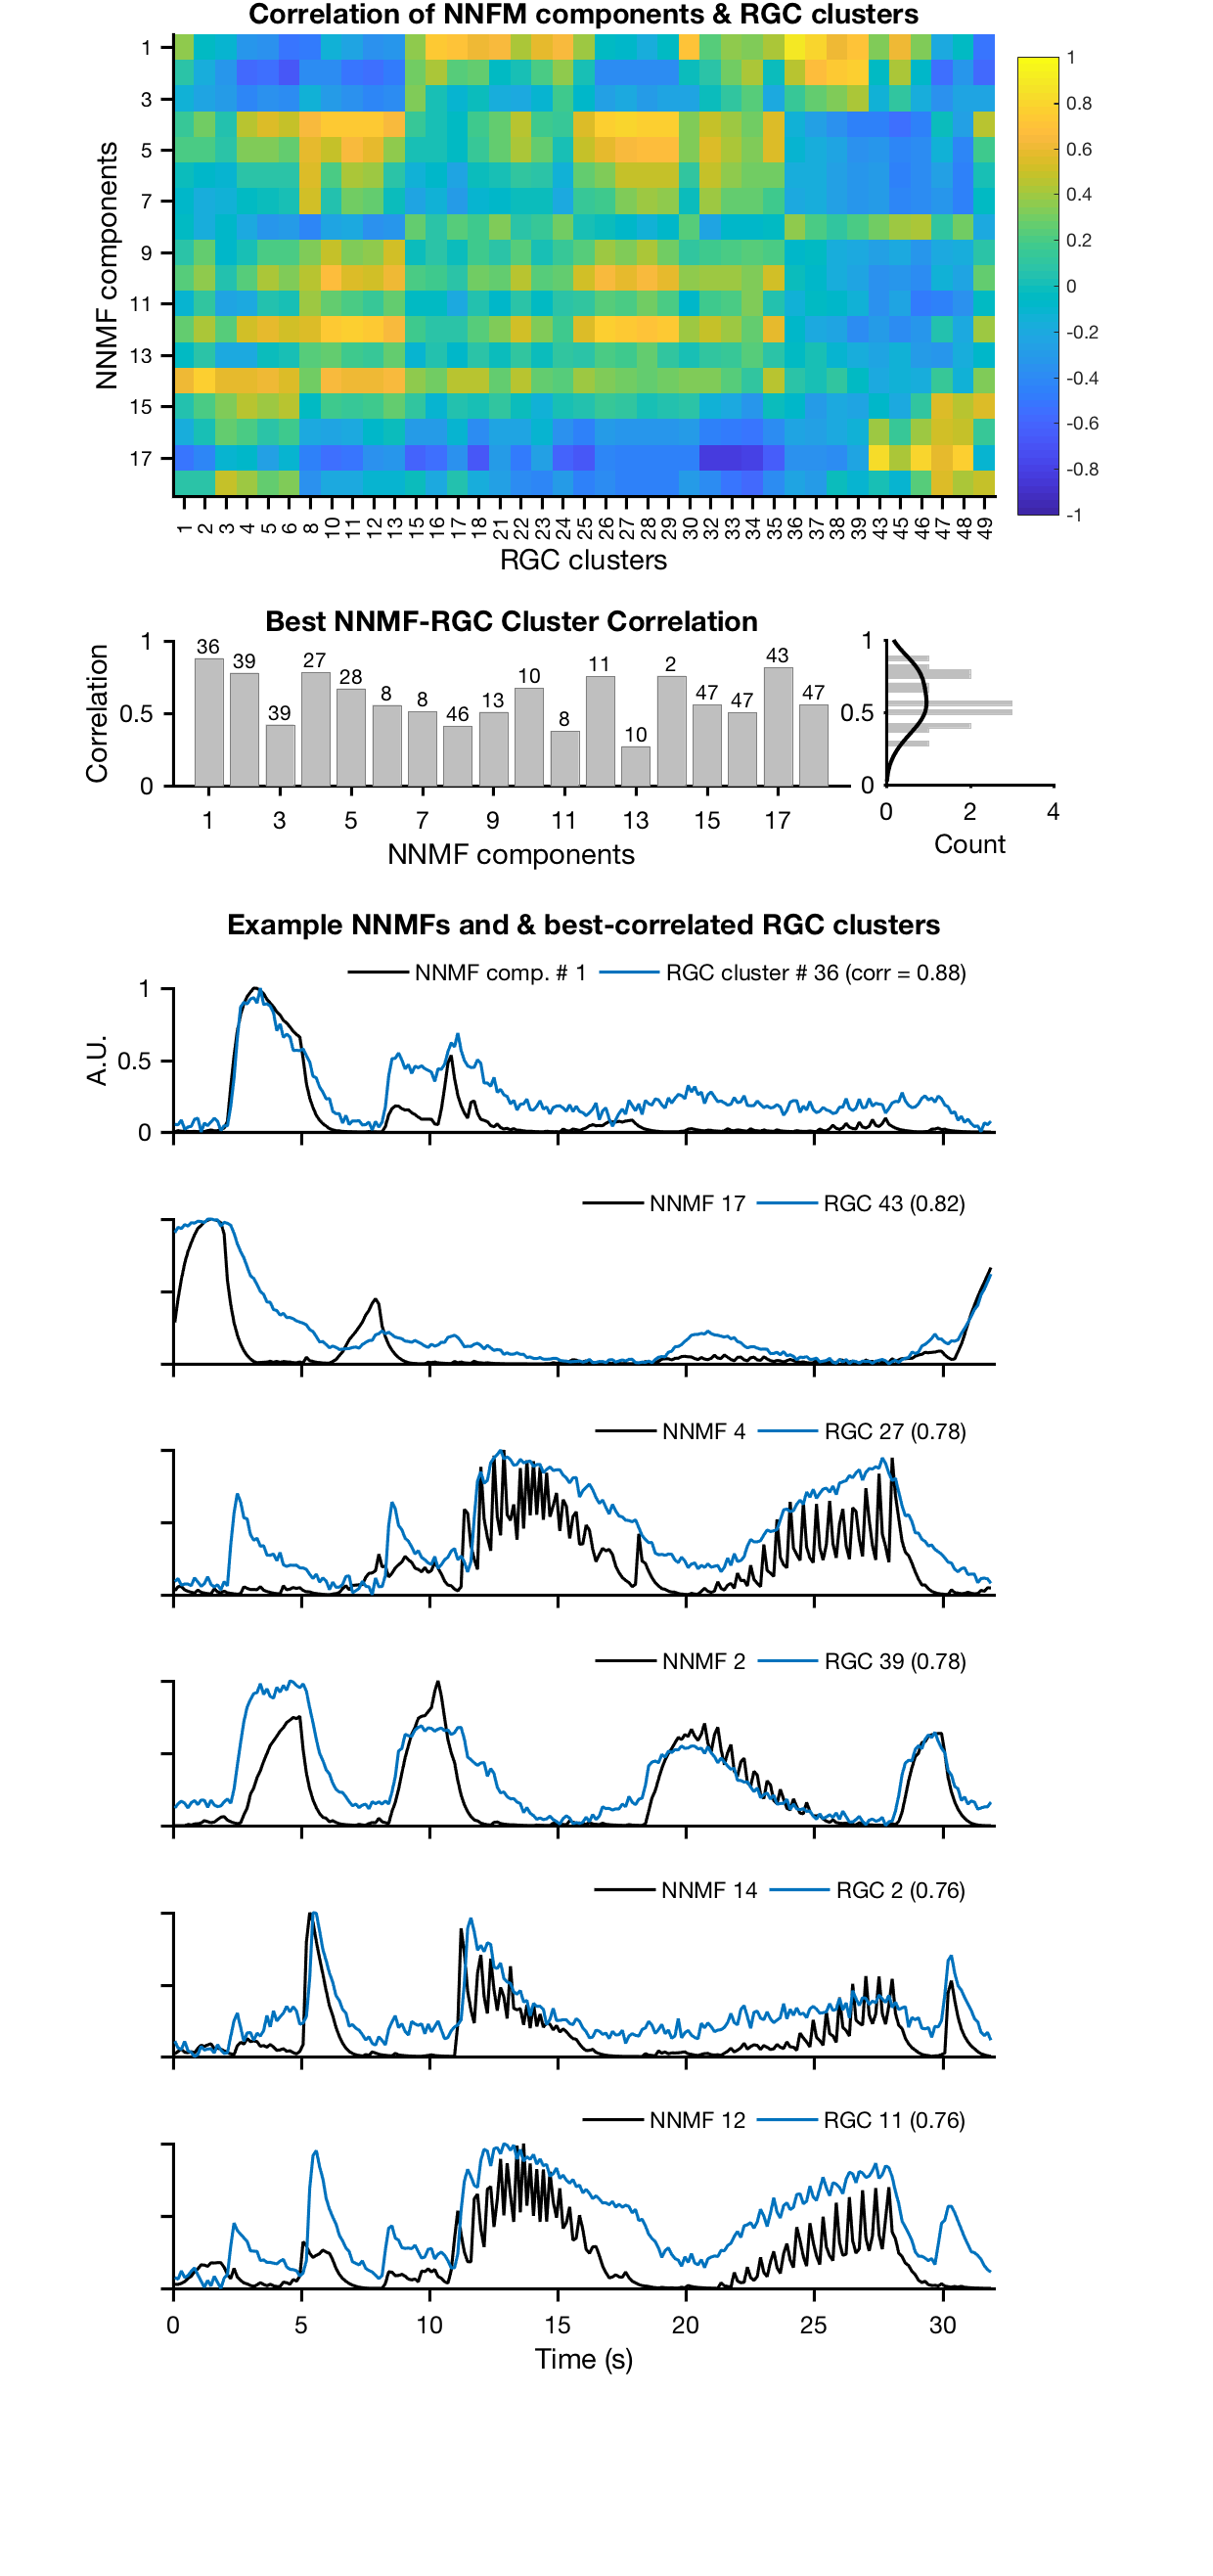 Correlation of NNFM components & RGC clusters
NNMF components
1
3
5
7
9
11
13
15
17
1 2 3 4 5 6 8 10 11 12 13 15 16 17 18 21 22 23 24 25 26 27 28 29 30 32 33 34 35 36 37 38 39 43 45 46 47 48 49
RGC clusters
1
0.8
0.6
0.4
0.2
0
-0.2
-0.4
-0.6
-0.8
-1
Best NNMF-RGC Cluster Correlation
Correlation
1
0.5
0
36 39 39 27 28 8 8 46 13 10 8 11 10 2 47 47 43 47
1 3 5 7 9 11 13 15 17
NNMF components
1
0.5
0
0 2 4
Count
Example NNMFs and & best-correlated RGC clusters
NNMF comp. # 1 RGC cluster # 36 (corr = 0.88)
A.U.
1
0.5
0
NNMF 17 RGC 43 (0.82)
NNMF 4 RGC 27 (0.78)
NNMF 2 RGC 39 (0.78)
NNMF 14 RGC 2 (0.76)
NNMF 12 RGC 11 (0.76)
0 5 10 15 20 25 30
Time (s)